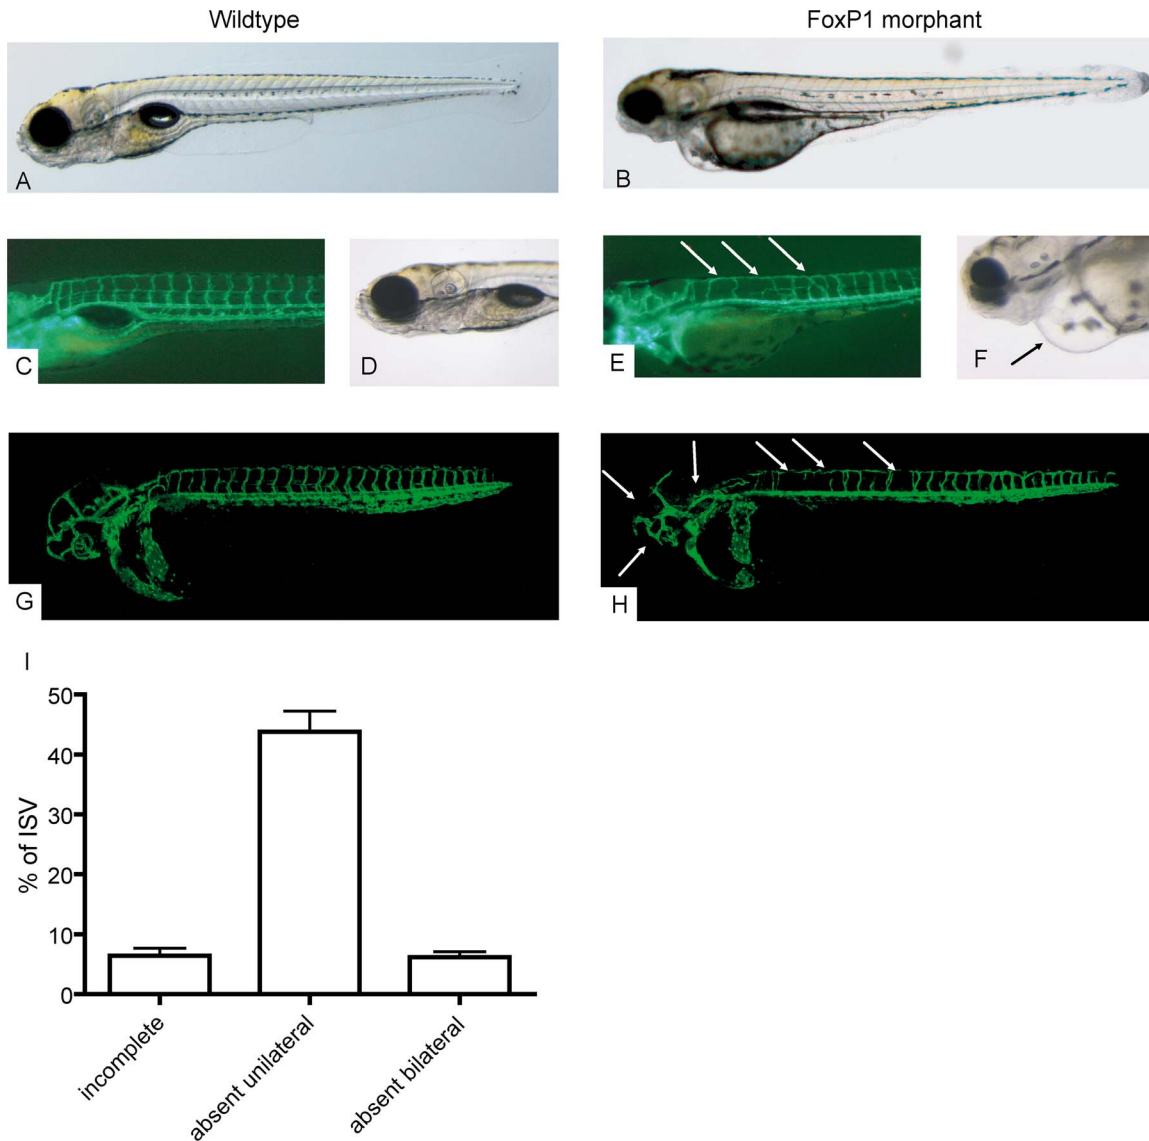 Wildtype
FoxP1 morphant
A
B
C
D
E
F
G
H
I
50
40
30
20
10
0
% of ISV
incomplete
absent unilateral
absent bilateral